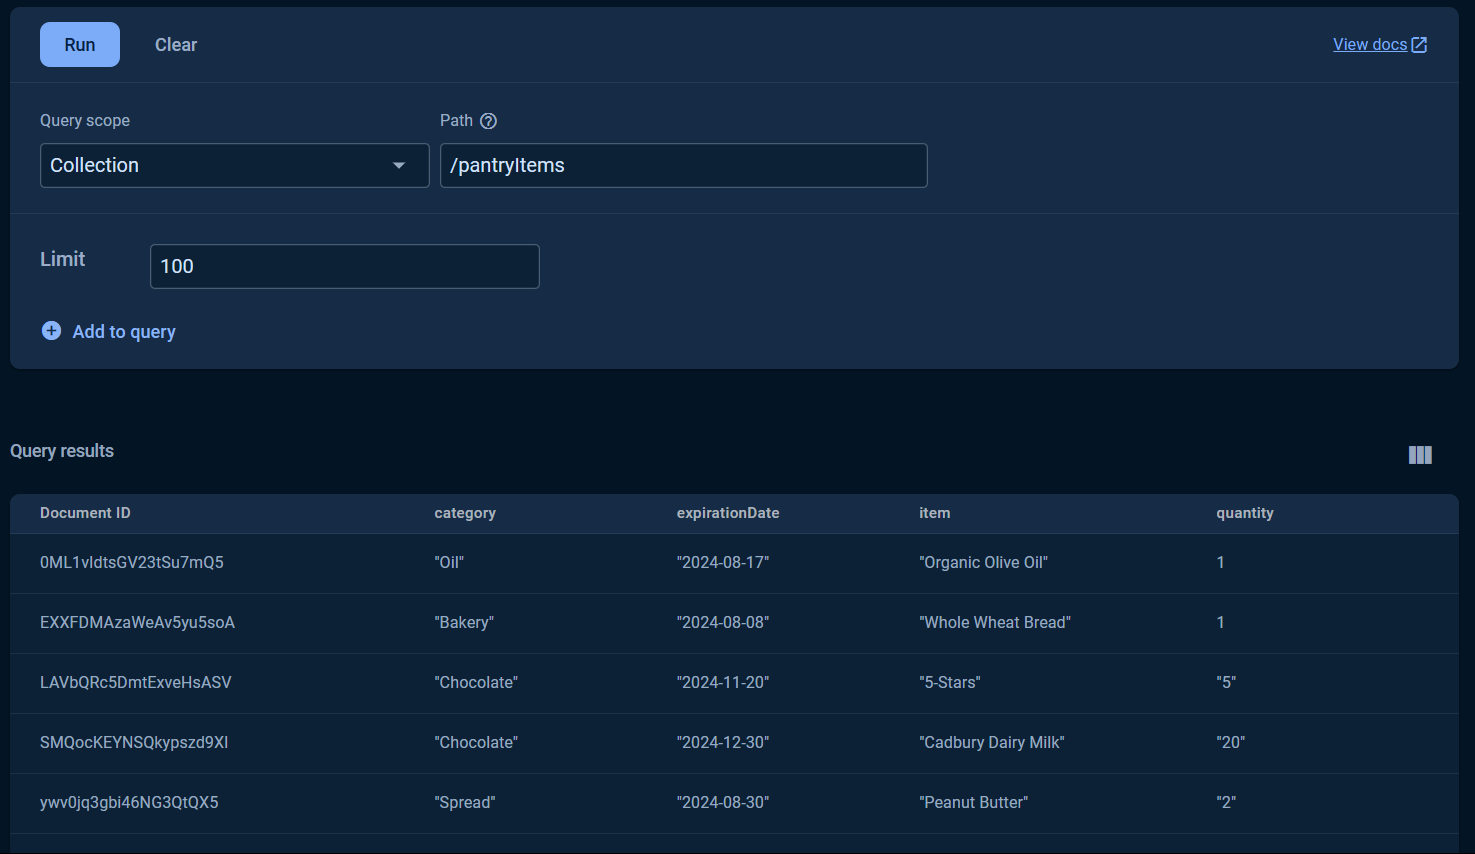 Run Clear View docs
Query scope Path
Collection /pantryItems
Limit 100
Add to query
Query results
Document ID category expirationDate item quantity
0ML1vldtsGV23tSu7mQ5 "Oil" "2024-08-17" "Organic Olive Oil" 1
EXXFDMAzaWeAv5yu5soA "Bakery" "2024-08-08" "Whole Wheat Bread" 1
LAVbQRc5DmtExveHsASV "Chocolate" "2024-11-20" "5-Stars" "5"
SMQocKEYNSQkypszd9XI "Chocolate" "2024-12-30" "Cadbury Dairy Milk" "20"
ywv0jq3gbi46NG3QtQX5 "Spread" "2024-08-30" "Peanut Butter" "2"